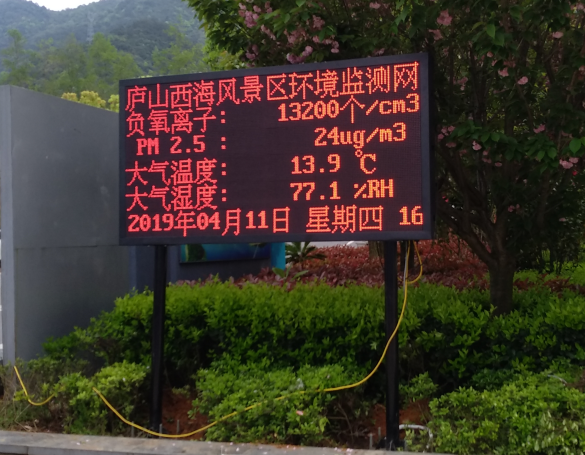 庐山西海风景区环境监测网
负氧离子: 13200个/cm3
PM 2.5 : 24ug/m3
大气温度: 13.9 ℃
大气湿度: 77.1 %RH
2019年04月11日 星期四 16